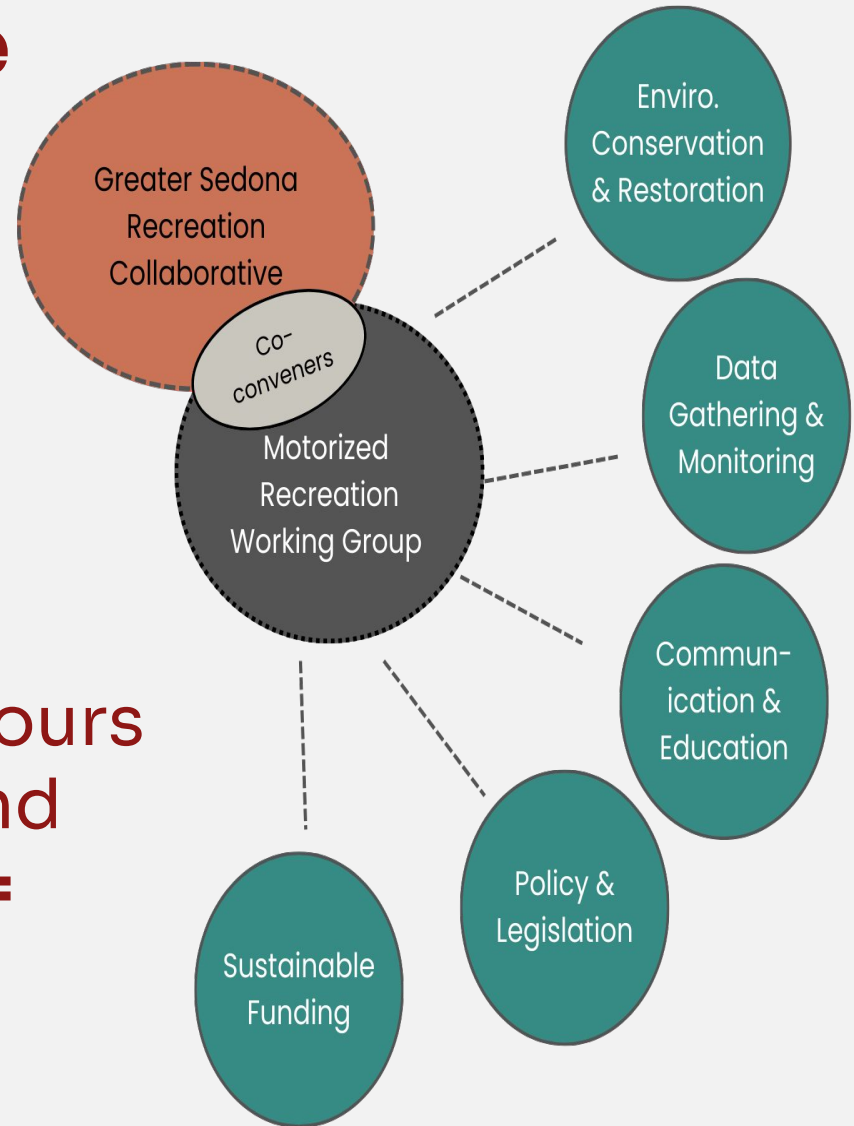 e
Greater Sedona
Recreation
Collaborative
Co-
conveners
Motorized
Recreation
Working Group
Enviro.
Conservation
& Restoration
Data
Gathering &
Monitoring
Commun-
ication &
Education
Policy &
Legislation
Sustainable
Funding
ours
nd